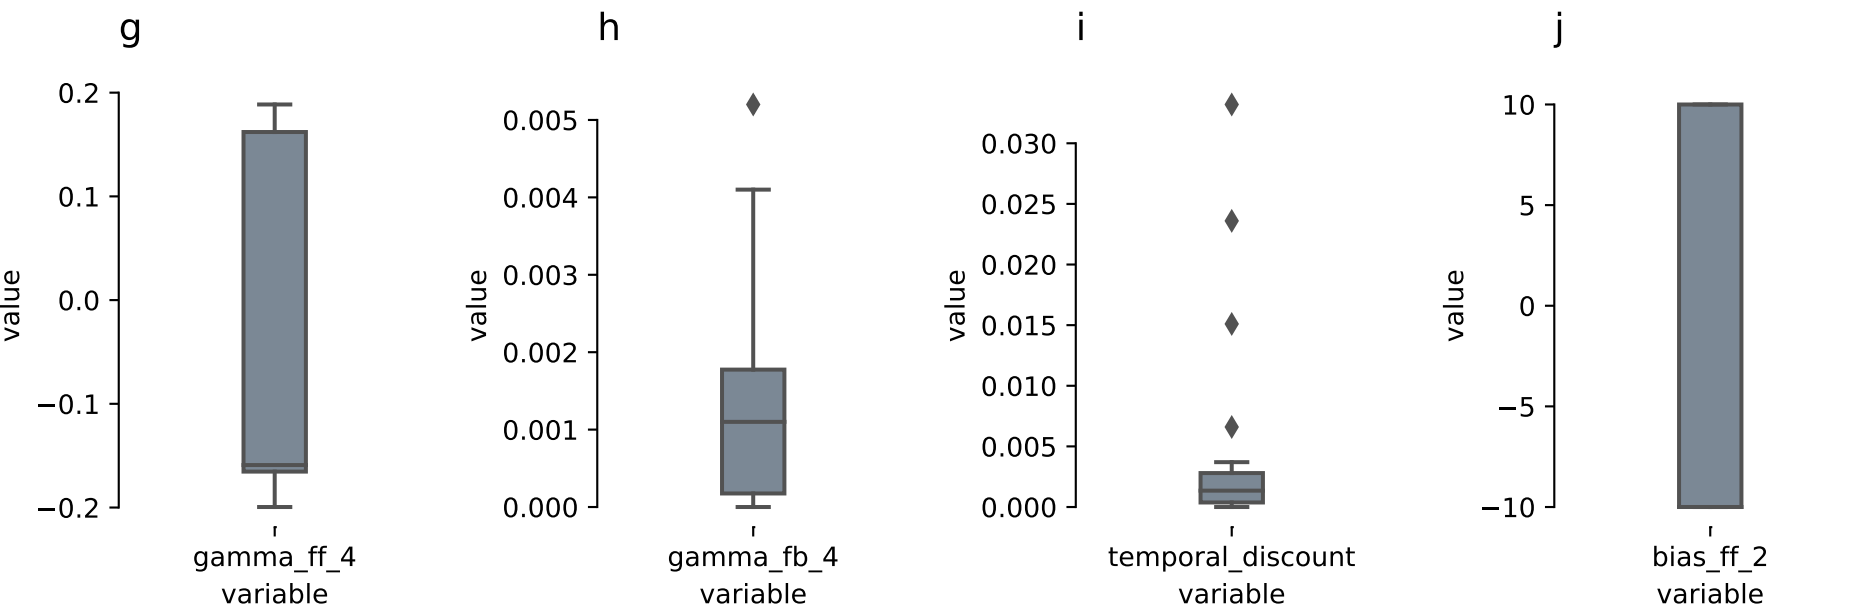 g
0.2
0.1
0.0
−0.1
−0.2
value
gamma_ff_4
variable
h
0.005
0.004
0.003
0.002
0.001
0.000
value
gamma_fb_4
variable
i
0.030
0.025
0.020
0.015
0.010
0.005
0.000
value
temporal_discount
variable
j
10
5
0
−5
−10
value
bias_ff_2
variable